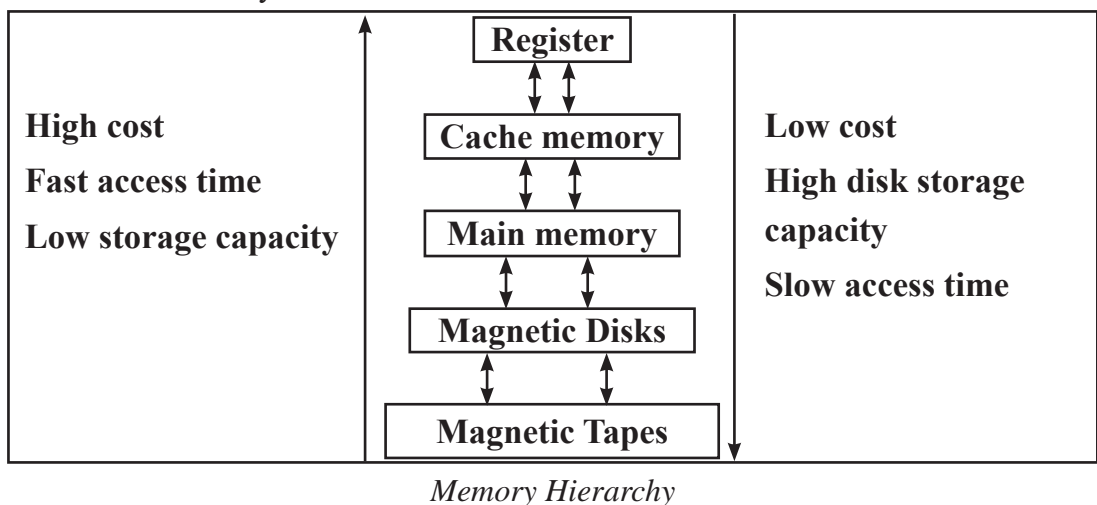 Register
High cost
Fast access time
Low storage capacity
Cache memory
Main memory
Magnetic Disks
Magnetic Tapes
Low cost
High disk storage
capacity
Slow access time
Memory Hierarchy